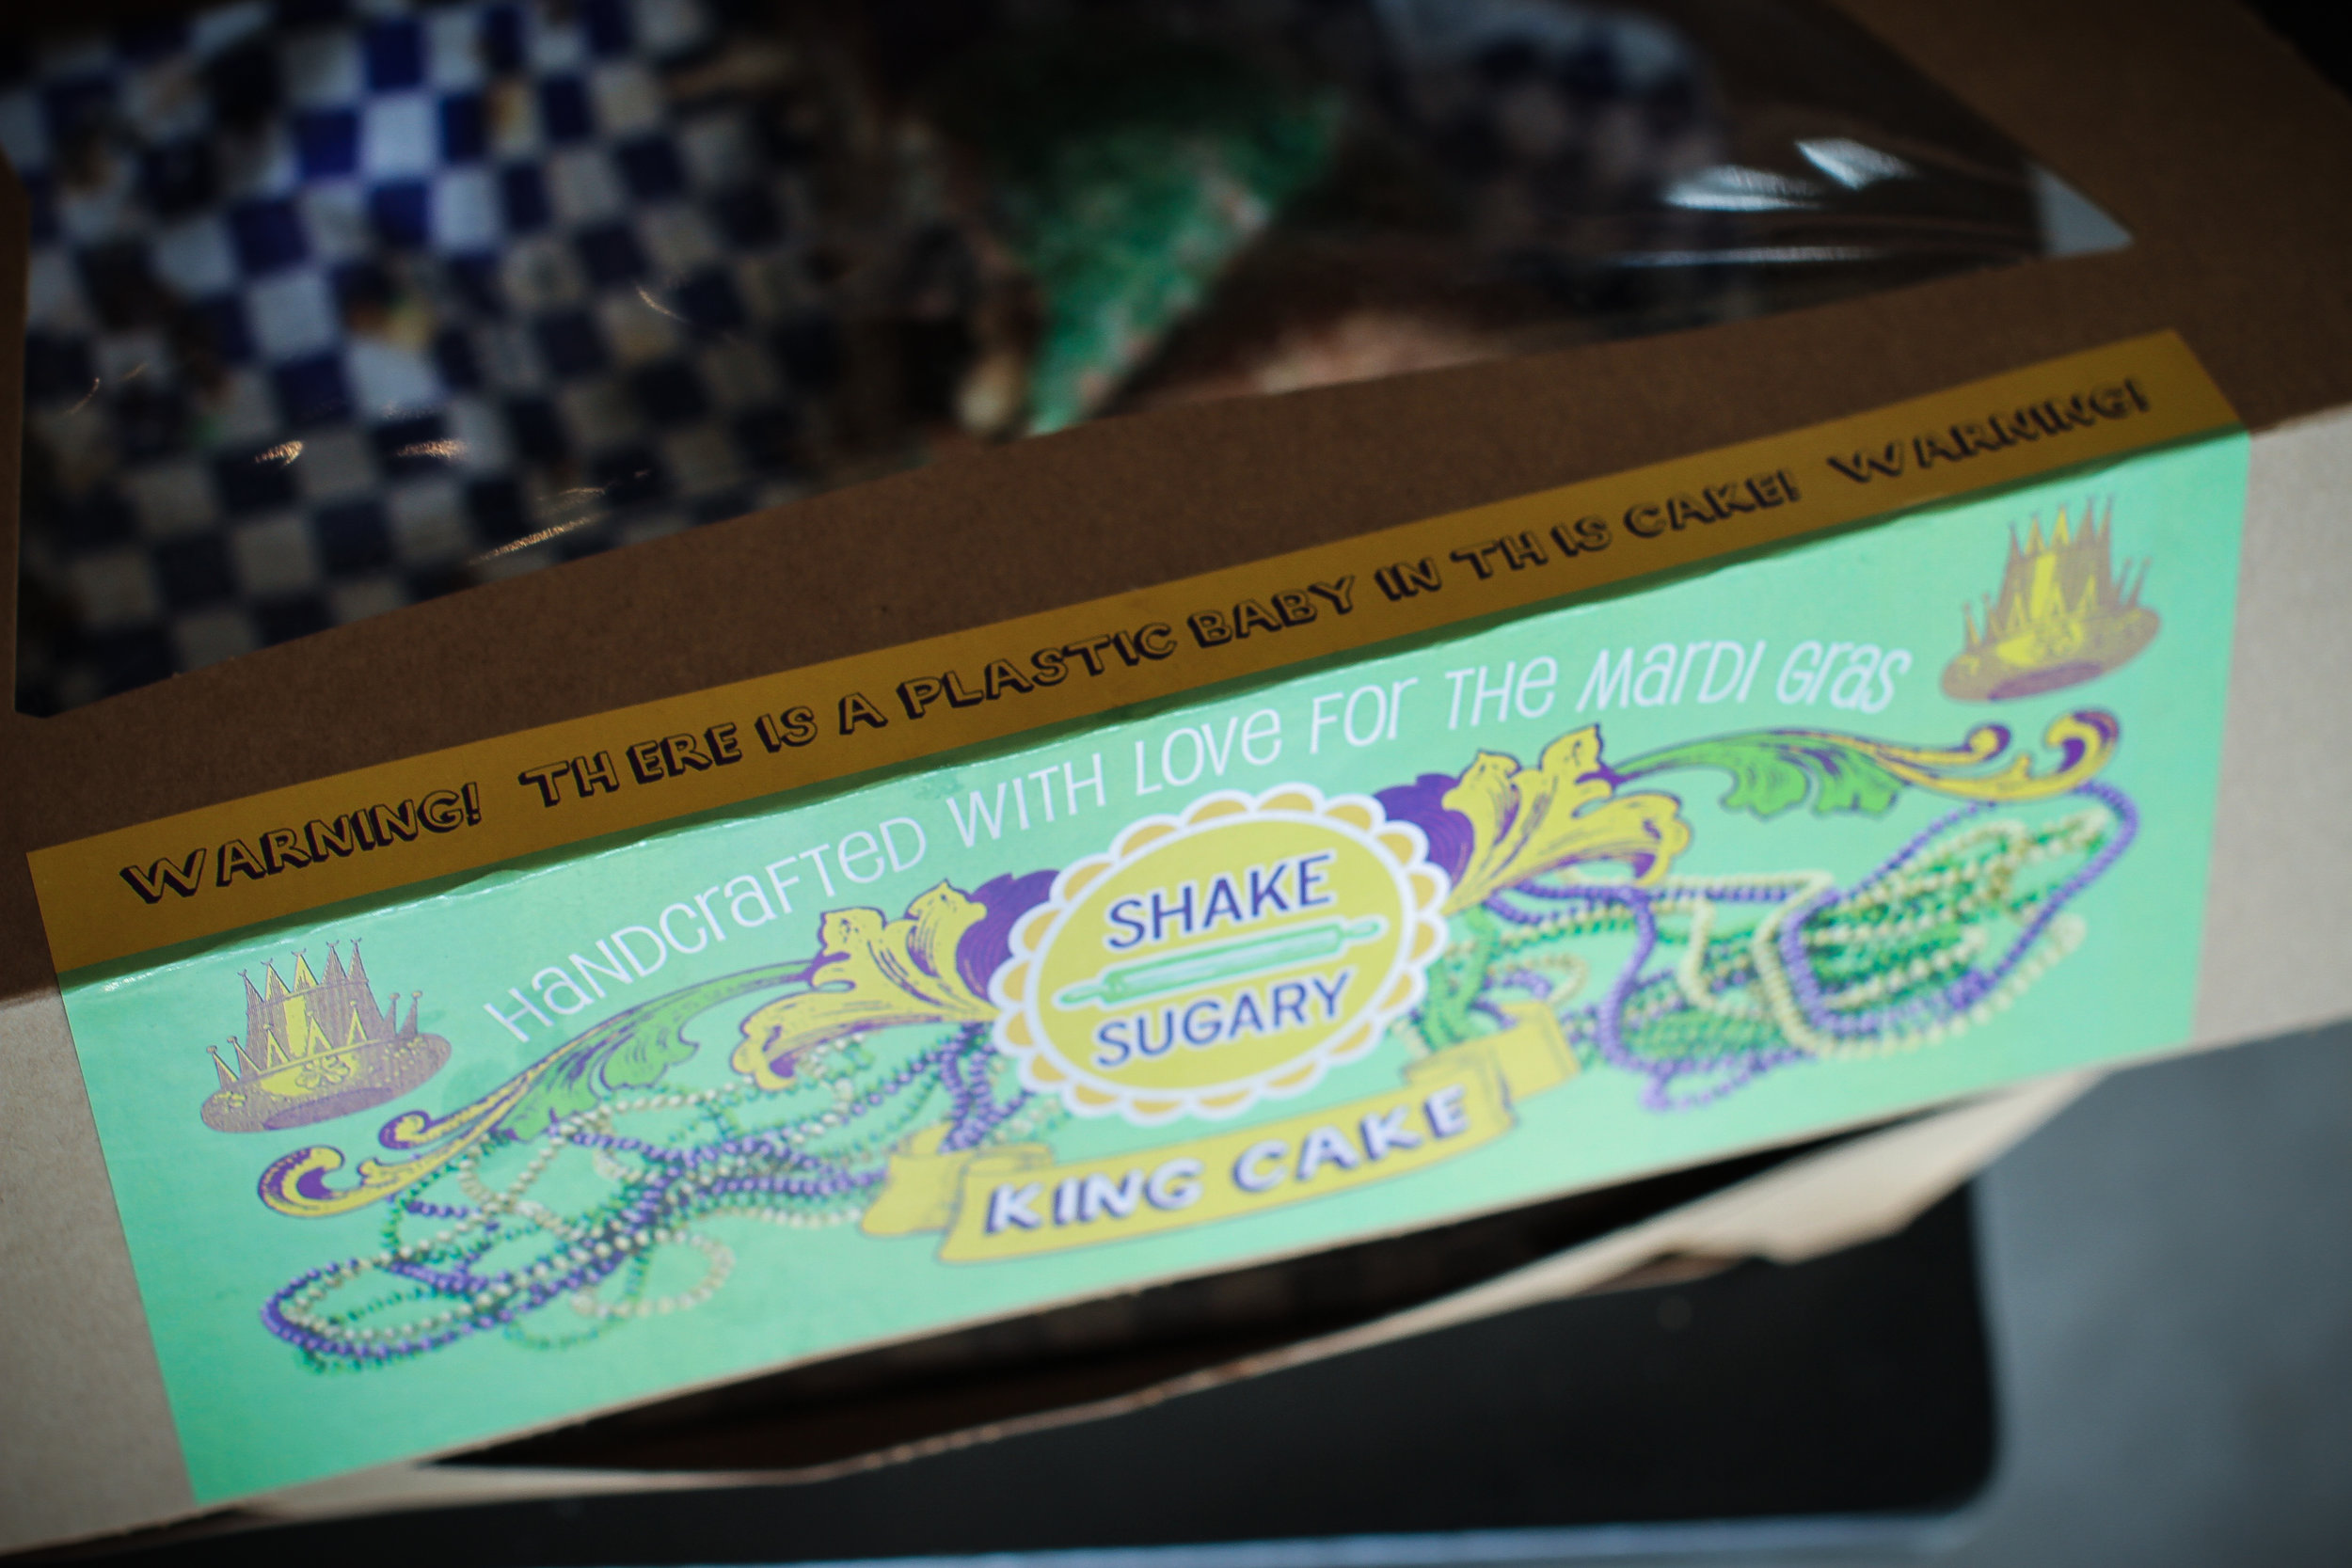 WARNING! THERE IS A PLASTIC BABY IN THIS CAKE! WARNING!
HANDCRAFTED WITH LOVE FOR THE MARDI GRAS
SHAKE
SUGARY
KING CAKE